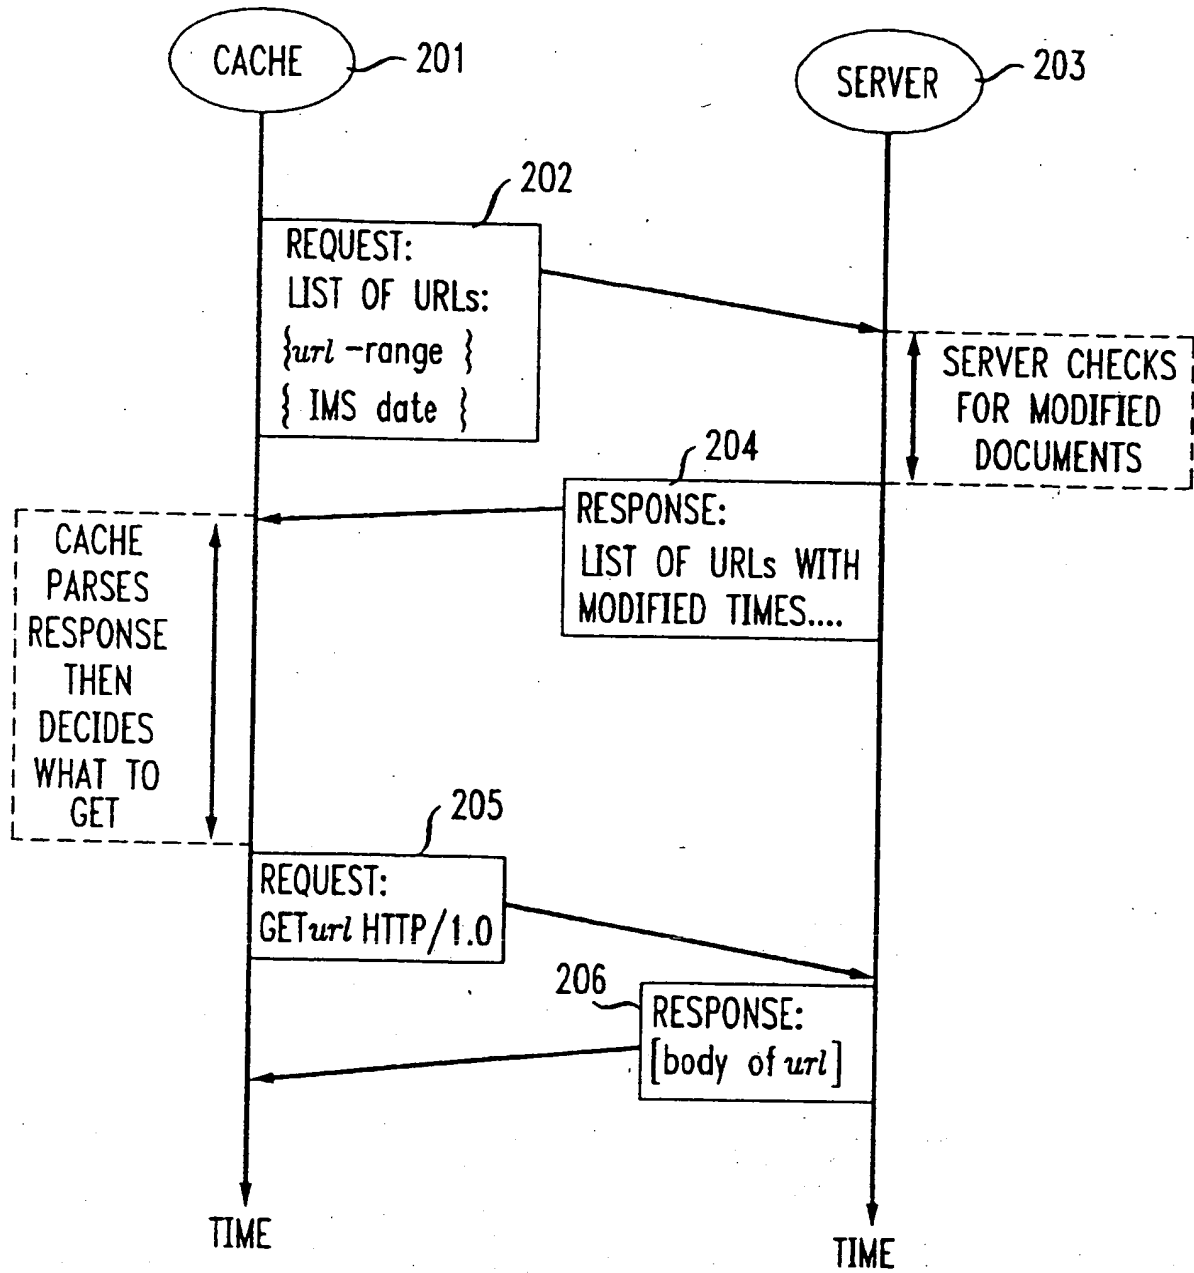 CACHE
201
SERVER
203
202
REQUEST:
LIST OF URLs:
{url -range }
{ IMS date {
SERVER CHECKS
FOR MODIFIED
DOCUMENTS
204
RESPONSE:
LIST OF URLs WITH
MODIFIED TIMES....
CACHE
PARSES
RESPONSE
THEN
DECIDES
WHAT TO
GET
205
REQUEST:
GET url HTTP/1.0
206
RESPONSE:
[body of url]
TIME
TIME